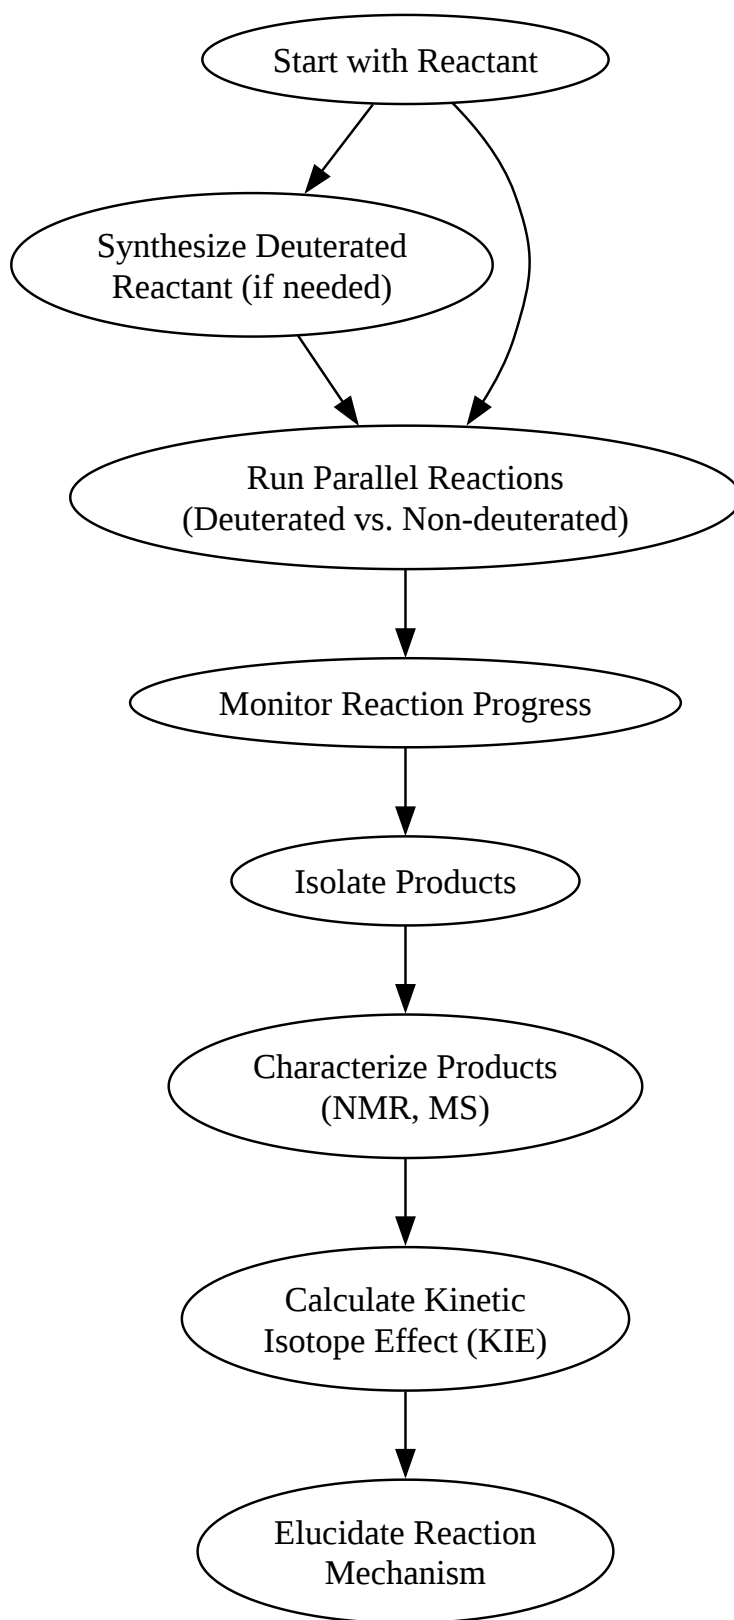 Start with Reactant
Synthesize Deuterated
Reactant (if needed)
Run Parallel Reactions
(Deuterated vs. Non-deuterated)
Monitor Reaction Progress
Isolate Products
Characterize Products
(NMR, MS)
Calculate Kinetic
Isotope Effect (KIE)
Elucidate Reaction
Mechanism